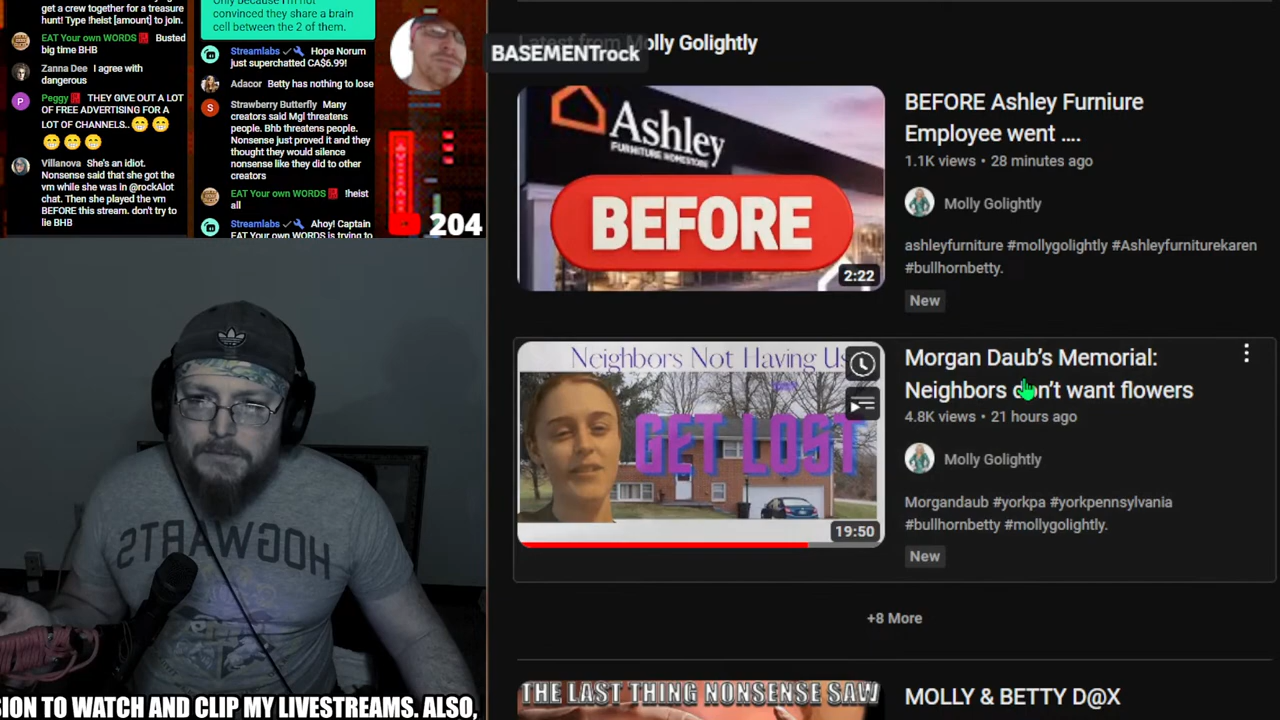 get a crew together for a treasure
hunt! Type !heist [amount] to join.
EAT Your own WORDS Busted
big time BHB
Zanna Dee I agree with
dangerous
Peggy THEY GIVE OUT A LOT
OF FREE ADVERTISING FOR A
LOT OF CHANNELS..
Villanova She's an idiot.
Nonsense said that she got the
vm while she was in @rockAlot
chat. Then she played the vm
BEFORE this stream. don't try to
lie BHB
Only because I'm not
convinced they share a brain
cell between the 2 of them.
Streamlabs Hope Norum
just superchatted CA$6.99!
Adacor Betty has nothing to lose
Strawberry Butterfly Many
creators said Mgl threatens
people. Bhb threatens people.
Nonsense just proved it and they
thought they would silence
nonsense like they did to other
creators
EAT Your own WORDS !heist
all
Streamlabs Ahoy! Captain
EAT Your own WORDS is trying to
204
BASEMENTrock
Latest from Molly Golightly
Ashley
FURNITURE HOMESTORE
BEFORE
2:22
BEFORE Ashley Furniure
Employee went ....
1.1K views • 28 minutes ago
Molly Golightly
ashleyfurniture #mollygolightly #Ashleyfurniturekaren
#bullhornbetty.
New
Neighbors Not Having Us
GET LOST
19:50
Morgan Daub's Memorial:
Neighbors don't want flowers
4.8K views • 21 hours ago
Molly Golightly
Morgandaub #yorkpa #yorkpennsylvania
#bullhornbetty #mollygolightly.
New
+8 More
THE LAST THING NONSENSE SAW
MOLLY & BETTY D@X
HOGWARTS
SION TO WATCH AND CLIP MY LIVESTREAMS. ALSO,